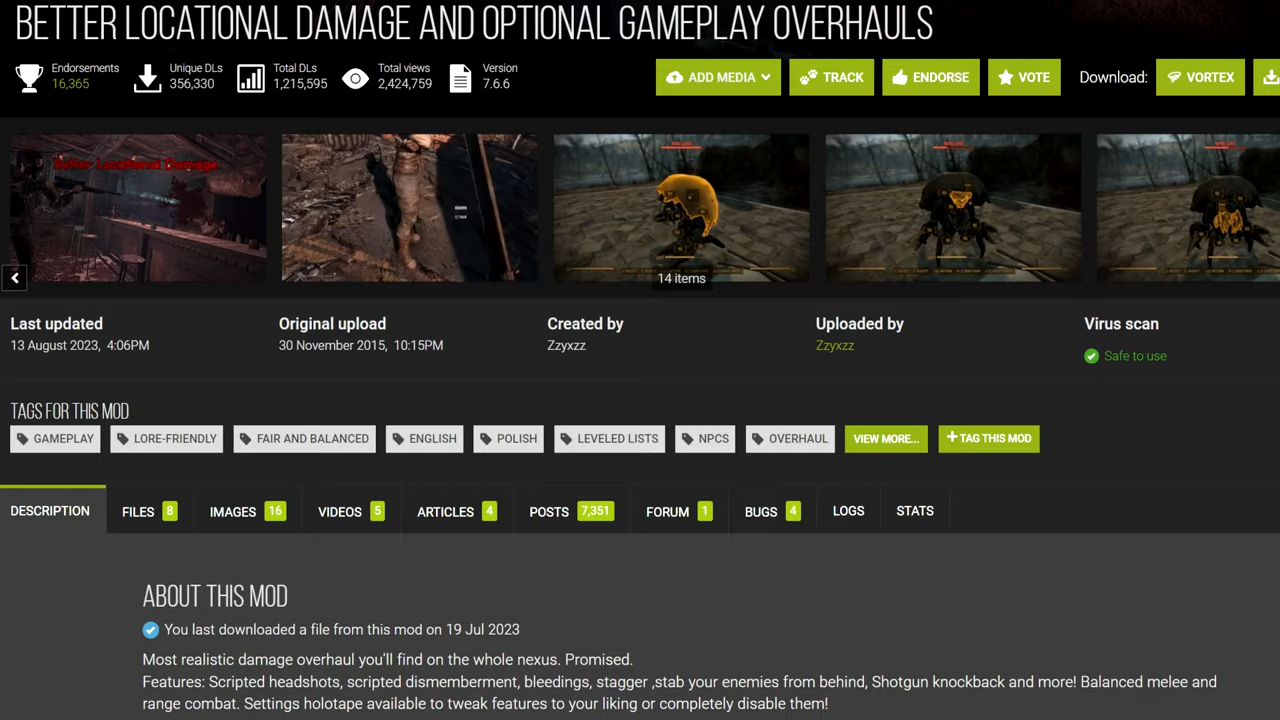 BETTER LOCATIONAL DAMAGE AND OPTIONAL GAMEPLAY OVERHAULS
Endorsements
16,365
Unique DLs
356,330
Total DLs
1,215,595
Total views
2,424,759
Version
7.6.6
ADD MEDIA
TRACK
ENDORSE
VOTE
Download:
VORTEX
Better Locational Damage
14 items
Last updated
13 August 2023, 4:06PM
Original upload
30 November 2015, 10:15PM
Created by
Zzyxzz
Uploaded by
Zzyxzz
Virus scan
Safe to use
TAGS FOR THIS MOD
GAMEPLAY
LORE-FRIENDLY
FAIR AND BALANCED
ENGLISH
POLISH
LEVELED LISTS
NPCS
OVERHAUL
VIEW MORE...
+TAG THIS MOD
DESCRIPTION
FILES 8
IMAGES 16
VIDEOS 5
ARTICLES 4
POSTS 7,351
FORUM 1
BUGS 4
LOGS
STATS
ABOUT THIS MOD
You last downloaded a file from this mod on 19 Jul 2023
Most realistic damage overhaul you'll find on the whole nexus. Promised.
Features: Scripted headshots, scripted dismemberment, bleedings, stagger ,stab your enemies from behind, Shotgun knockback and more! Balanced melee and
range combat. Settings holotape available to tweak features to your liking or completely disable them!